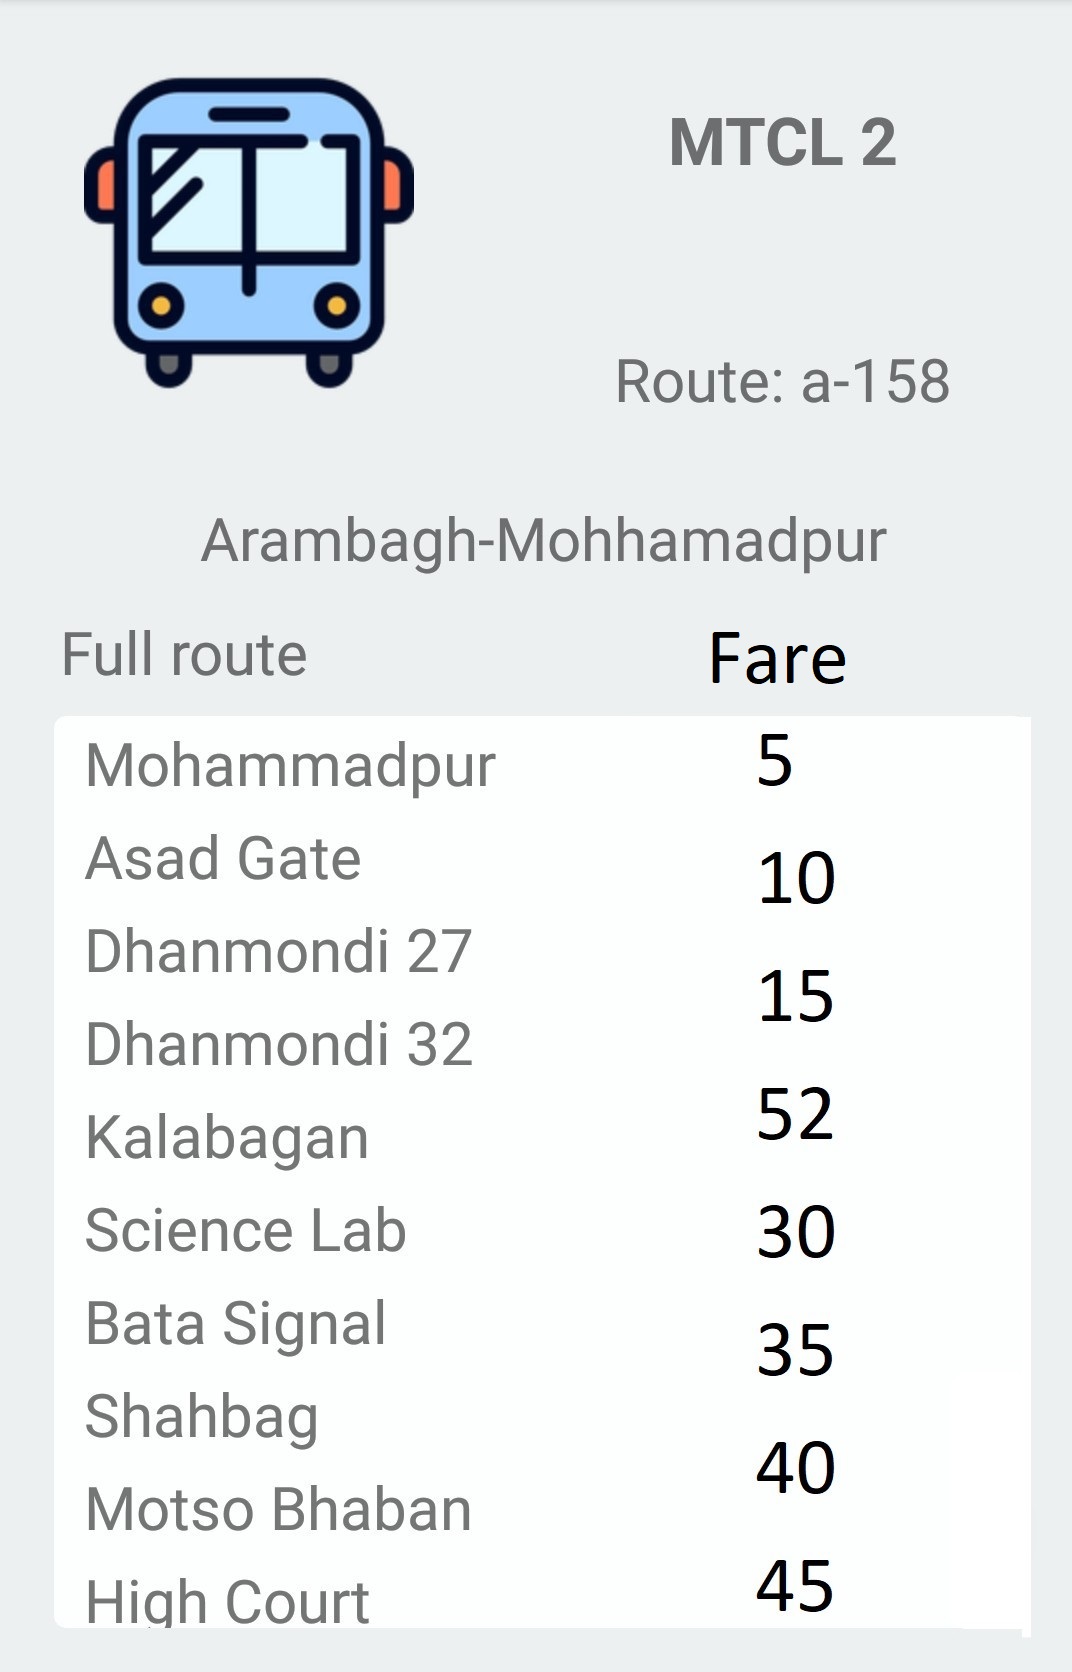 MTCL 2
Route: a-158
Arambagh-Mohhamadpur
Full route Fare
Mohammadpur 5
Asad Gate 10
Dhanmondi 27
15
Dhanmondi 32
52
Kalabagan
Science Lab 30
Bata Signal 35
Shahbag
40
Motso Bhaban
High Court 45